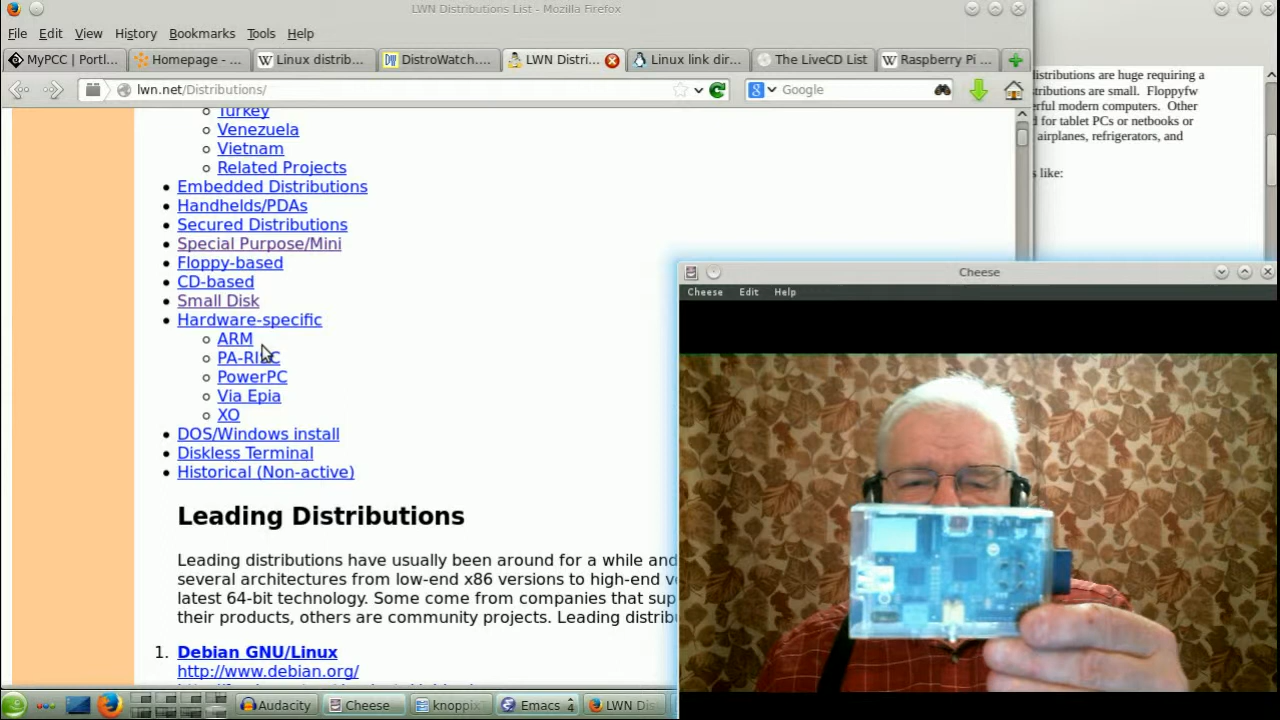 LWN Distributions List - Mozilla Firefox
File Edit View History Bookmarks Tools Help
MyPCC | Portl... Homepage - ... Linux distrib... DistroWatch.... LWN Distri... Linux link dir... The LiveCD List Raspberry Pi ...
lwn.net/Distributions/ Google
Turkey
Venezuela
Vietnam
Related Projects
Embedded Distributions
Handhelds/PDAs
Secured Distributions
Special Purpose/Mini
Floppy-based
CD-based
Small Disk
Hardware-specific
ARM
PA-RISC
PowerPC
Via Epia
XO
DOS/Windows install
Diskless Terminal
Historical (Non-active)
Leading Distributions
Leading distributions have usually been around for a while and
several architectures from low-end x86 versions to high-end
latest 64-bit technology. Some come from companies that sup
their products, others are community projects. Leading distrib
1. Debian GNU/Linux
http://www.debian.org/
distributions are huge requiring a
stributions are small. Floppyfw
erful modern computers. Other
d for tablet PCs or netbooks or
airplanes, refrigerators, and
s like:
Cheese
Cheese Edit Help
Audacity Cheese knoppix Emacs 4 LWN Dis